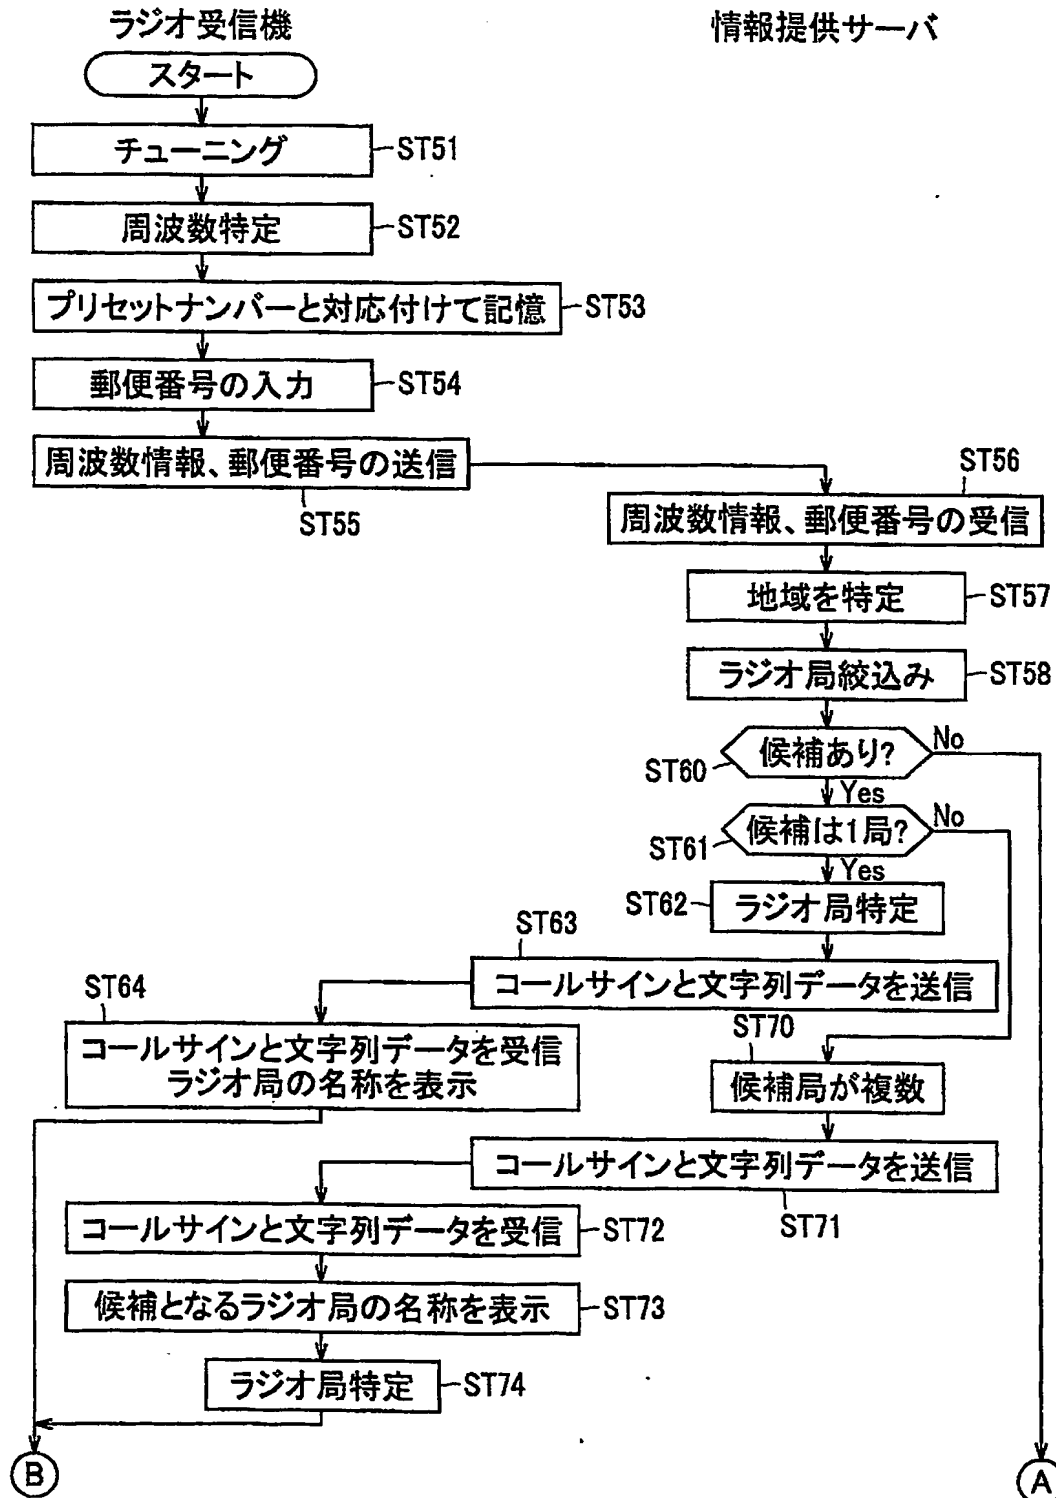 ラジオ受信機
情報提供サーバ
スタート
チューニング
ST51
周波数特定
ST52
プリセットナンバーと対応付けて記憶
ST53
郵便番号の入力
ST54
周波数情報、郵便番号の送信
ST55
ST56
周波数情報、郵便番号の受信
地域を特定
ST57
ラジオ局絞込み
ST58
候補あり?
No
ST60
Yes
候補は1局?
No
ST61
Yes
ST62
ラジオ局特定
ST63
コールサインと文字列データを送信
ST64
コールサインと文字列データを受信
ラジオ局の名称を表示
ST70
候補局が複数
コールサインと文字列データを送信
ST71
コールサインと文字列データを受信
ST72
候補となるラジオ局の名称を表示
ST73
ラジオ局特定
ST74
B
A